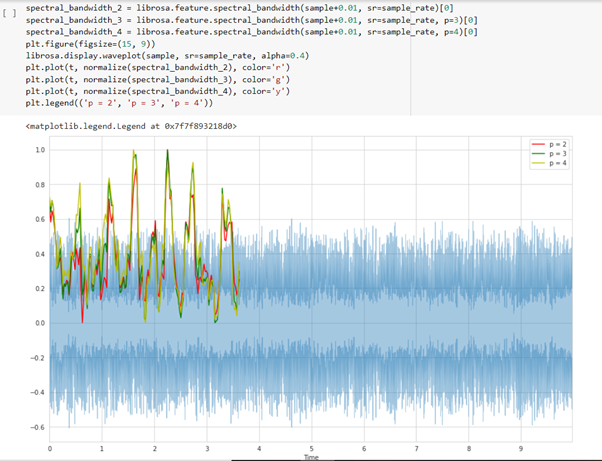 [ ]
spectral_bandwidth_2 = librosa.feature.spectral_bandwidth(sample+0.01, sr=sample_rate)[0]
spectral_bandwidth_3 = librosa.feature.spectral_bandwidth(sample+0.01, sr=sample_rate, p=3)[0]
spectral_bandwidth_4 = librosa.feature.spectral_bandwidth(sample+0.01, sr=sample_rate, p=4)[0]
plt.figure(figsize=(15, 9))
librosa.display.waveplot(sample, sr=sample_rate, alpha=0.4)
plt.plot(t, normalize(spectral_bandwidth_2), color='r')
plt.plot(t, normalize(spectral_bandwidth_3), color='g')
plt.plot(t, normalize(spectral_bandwidth_4), color='y')
plt.legend(('p = 2', 'p = 3', 'p = 4'))
<matplotlib.legend.Legend at 0x7f7f893218d0>
p = 2
p = 3
p = 4
1.0
0.8
0.6
0.4
0.2
0.0
−0.2
−0.4
−0.6
0 1 2 3 4 5 6 7 8 9
Time